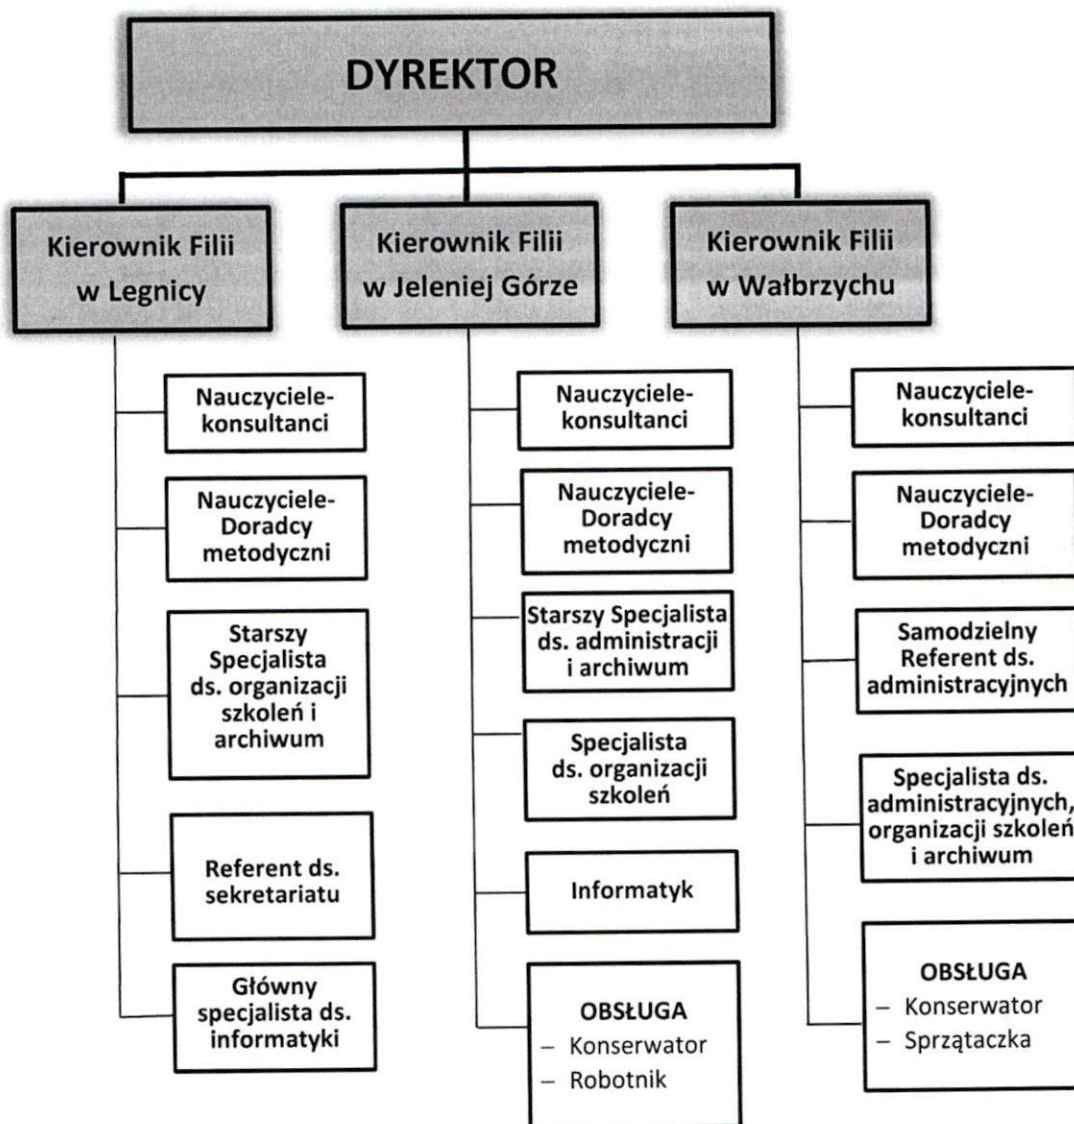 DYREKTOR
Kierownik Filii
w Legnicy
Nauczyciele-
konsultanci
Nauczyciele-
Doradcy
metodyczni
Starszy
Specjalista
ds. organizacji
szkoleń i
archiwum
Referent ds.
sekretariatu
Główny
specjalista ds.
informatyki
Kierownik Filii
w Jeleniej Górze
Nauczyciele-
konsultanci
Nauczyciele-
Doradcy
metodyczni
Starszy Specjalista
ds. administracji
i archiwum
Specjalista
ds. organizacji
szkoleń
Informatyk
OBSŁUGA
– Konserwator
– Robotnik
Kierownik Filii
w Wałbrzychu
Nauczyciele-
konsultanci
Nauczyciele-
Doradcy
metodyczni
Samodzielny
Referent ds.
administracyjnych
Specjalista ds.
administracyjnych,
organizacji szkoleń
i archiwum
OBSŁUGA
– Konserwator
– Sprzątaczka